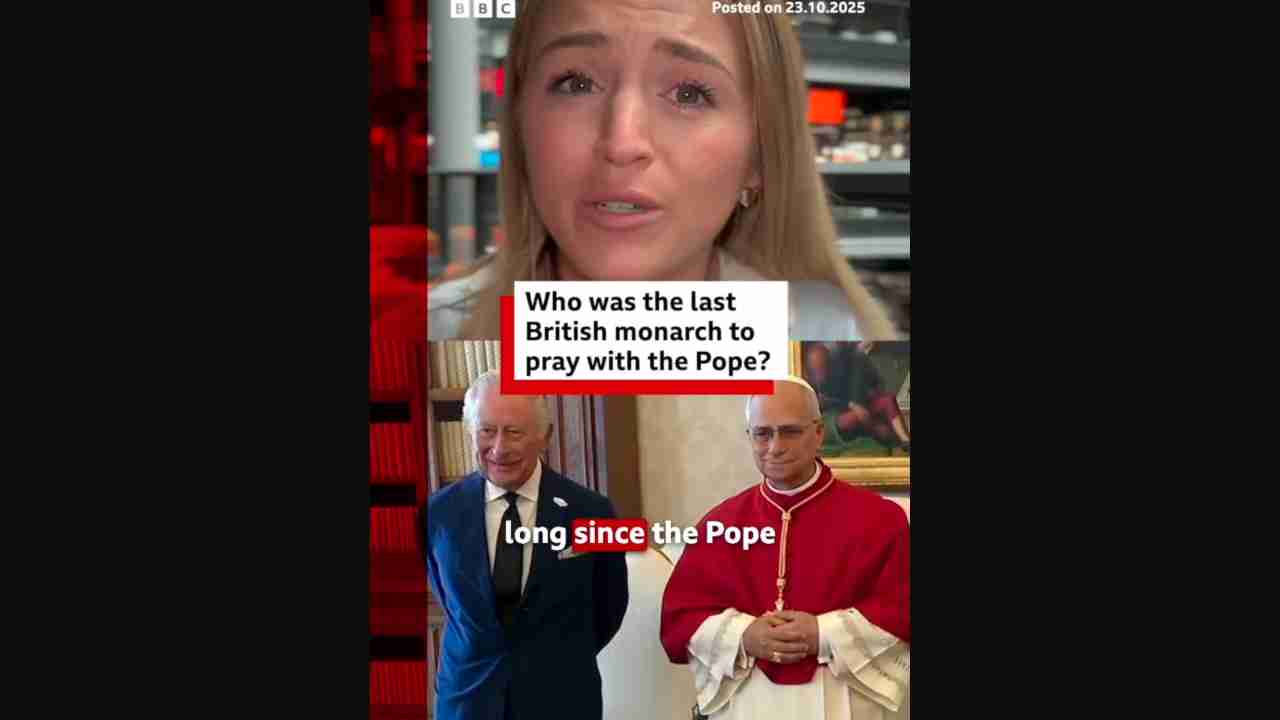 BBC
Posted on 23.10.2025
Who was the last
British monarch to
pray with the Pope?
long since the Pope